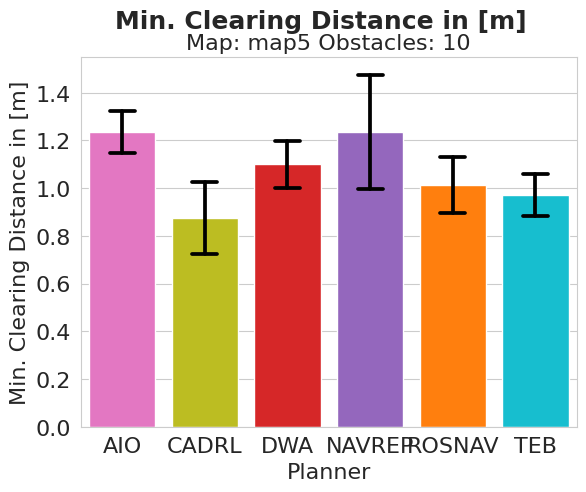 Min. Clearing Distance in [m]
Map: map5 Obstacles: 10
Min. Clearing Distance in [m]
1.4
1.2
1.0
0.8
0.6
0.4
0.2
0.0
AIO CADRL DWA NAVREP ROSNAV TEB
Planner